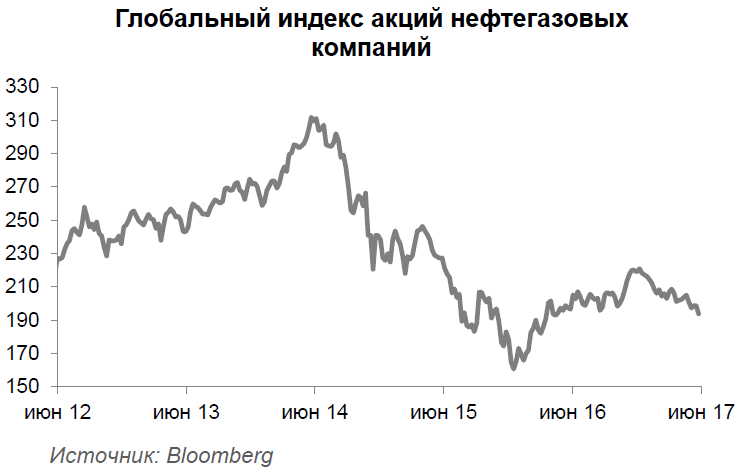 Глобальный индекс акций нефтегазовых
компаний
330
310
290
270
250
230
210
190
170
150
июн 12 июн 13 июн 14 июн 15 июн 16 июн 17
Источник: Bloomberg